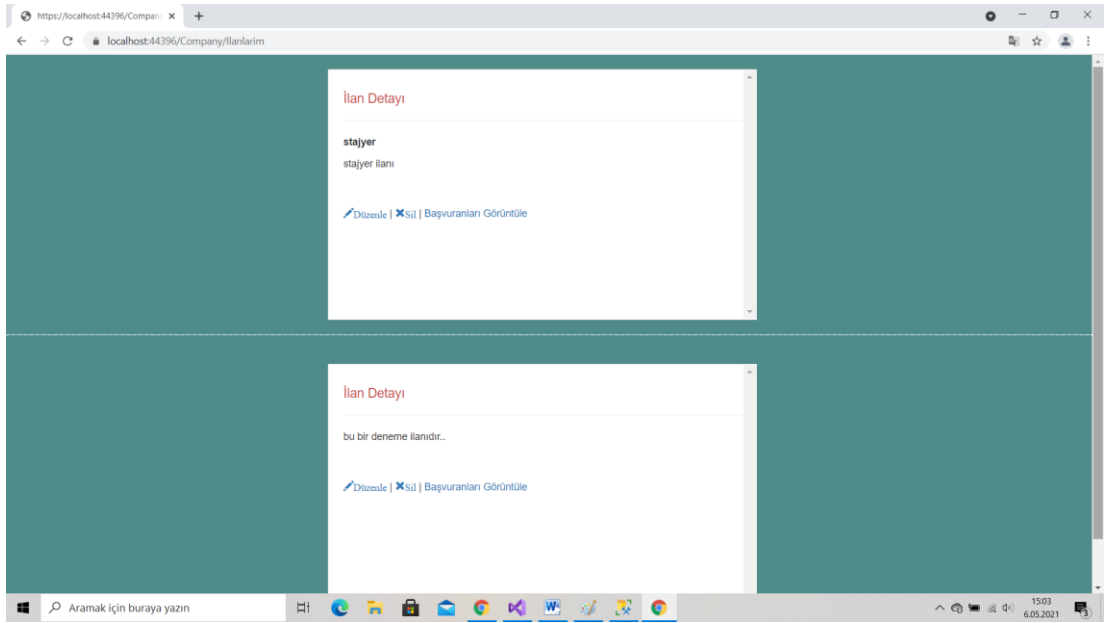 https://localhost:44396/Compan
localhost:44396/Company/Ilanlarim
İlan Detayı
stajyer
stajyer ilanı
Düzenle | Sil | Başvuranları Görüntüle
İlan Detayı
bu bir deneme ilanıdır..
Düzenle | Sil | Başvuranları Görüntüle
Aramak için buraya yazın
15:03
6.05.2021
3